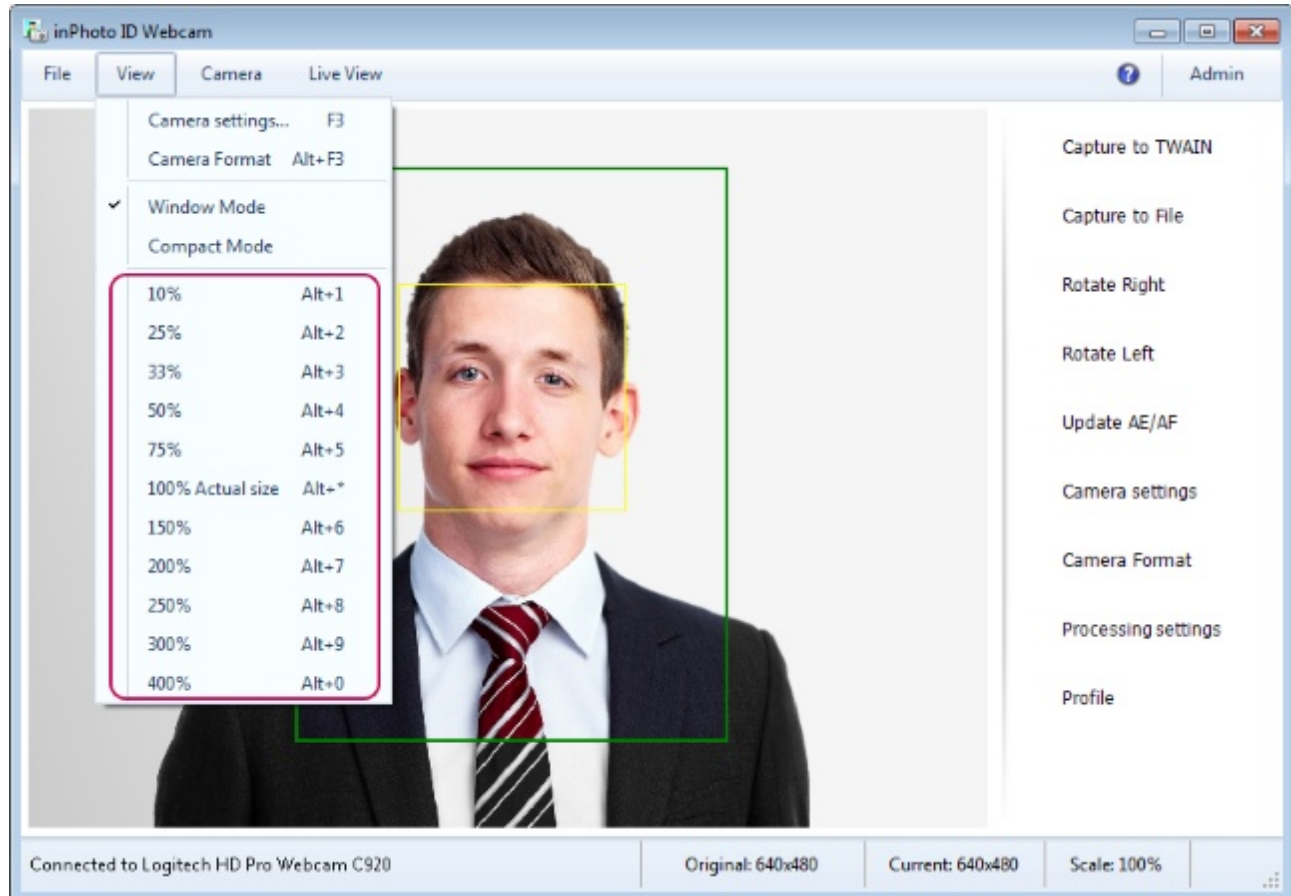 inPhoto ID Webcam
File View Camera Live View Admin
Camera settings... F3
Camera Format Alt+F3
Window Mode
Compact Mode
10% Alt+1
25% Alt+2
33% Alt+3
50% Alt+4
75% Alt+5
100% Actual size Alt+*
150% Alt+6
200% Alt+7
250% Alt+8
300% Alt+9
400% Alt+0
Capture to TWAIN
Capture to File
Rotate Right
Rotate Left
Update AE/AF
Camera settings
Camera Format
Processing settings
Profile
Connected to Logitech HD Pro Webcam C920 Original: 640x480 Current: 640x480 Scale: 100%